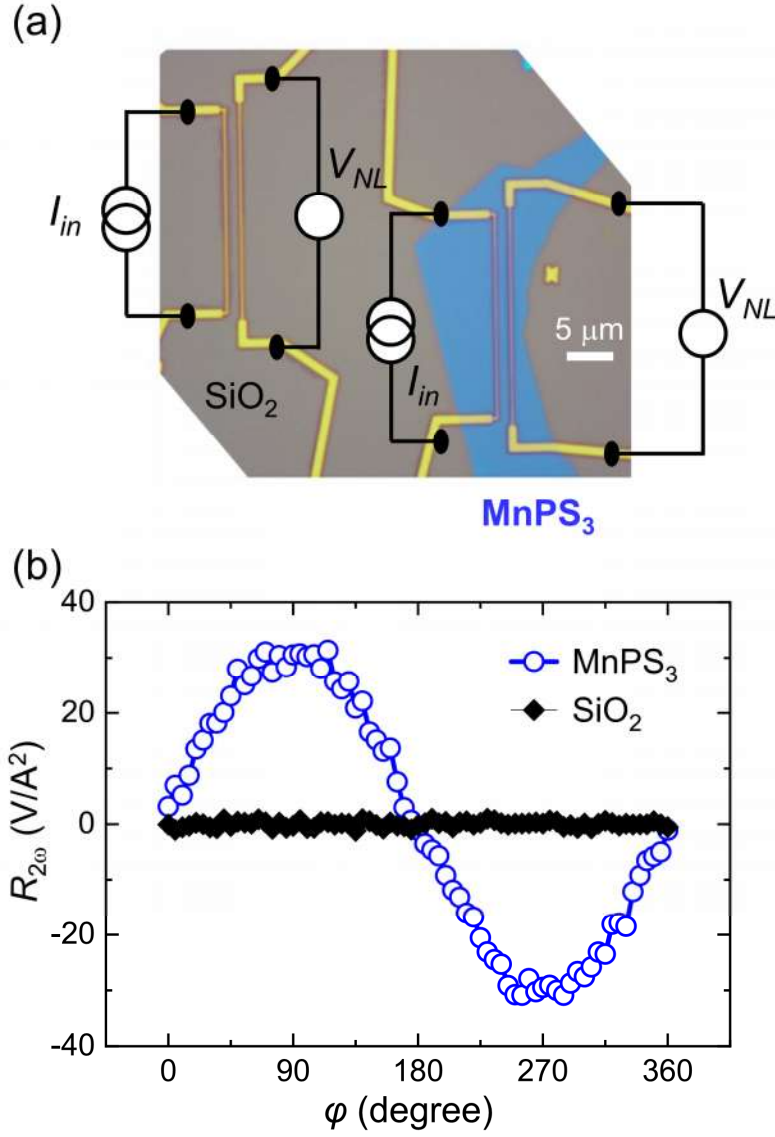 (a)
I_in
V_NL
SiO₂
I_in
5 μm
V_NL
MnPS₃
(b)
40
20
0
-20
-40
R₂ω (V/A²)
MnPS₃
SiO₂
0 90 180 270 360
φ (degree)